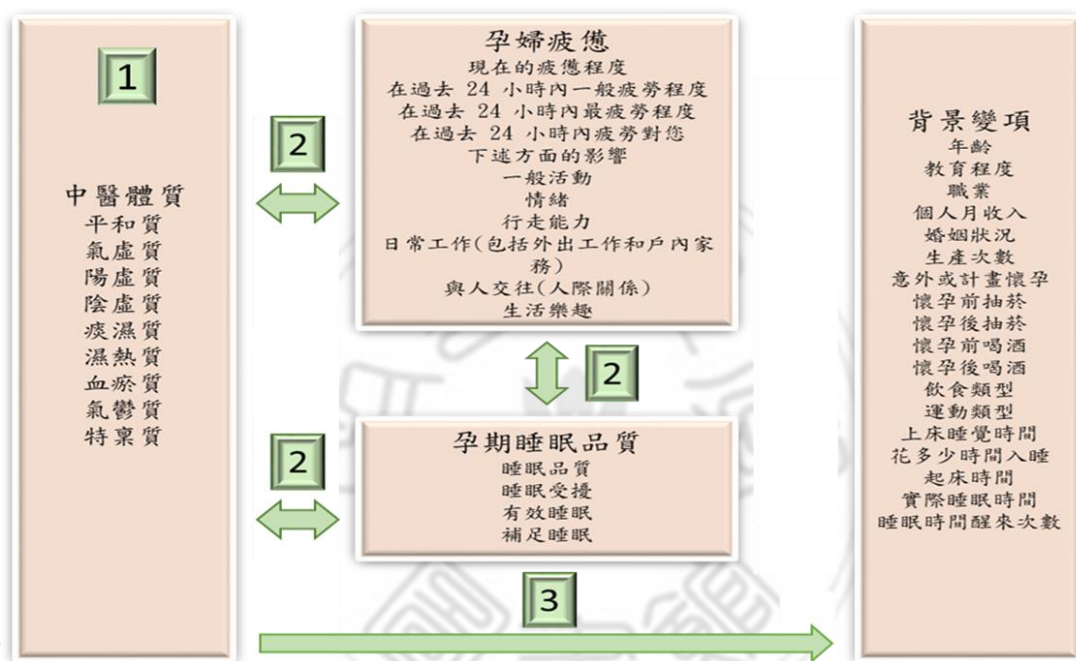 1
中醫體質
平和質
氣虛質
陽虛質
陰虛質
痰濕質
濕熱質
血瘀質
氣鬱質
特稟質
2
孕婦疲憊
現在的疲憊程度
在過去 24 小時內一般疲勞程度
在過去 24 小時內最疲勞程度
在過去 24 小時內疲勞對您
下述方面的影響
一般活動
情緒
行走能力
日常工作(包括外出工作和戶內家
務)
與人交往(人際關係)
生活樂趣
2
2
孕期睡眠品質
睡眠品質
睡眠受擾
有效睡眠
補足睡眠
3
背景變項
年齡
教育程度
職業
個人月收入
婚姻狀況
生產次數
意外或計畫懷孕
懷孕前抽菸
懷孕後抽菸
懷孕前喝酒
懷孕後喝酒
飲食類型
運動類型
上床睡覺時間
花多少時間入睡
起床時間
實際睡眠時間
睡眠時間醒來次數